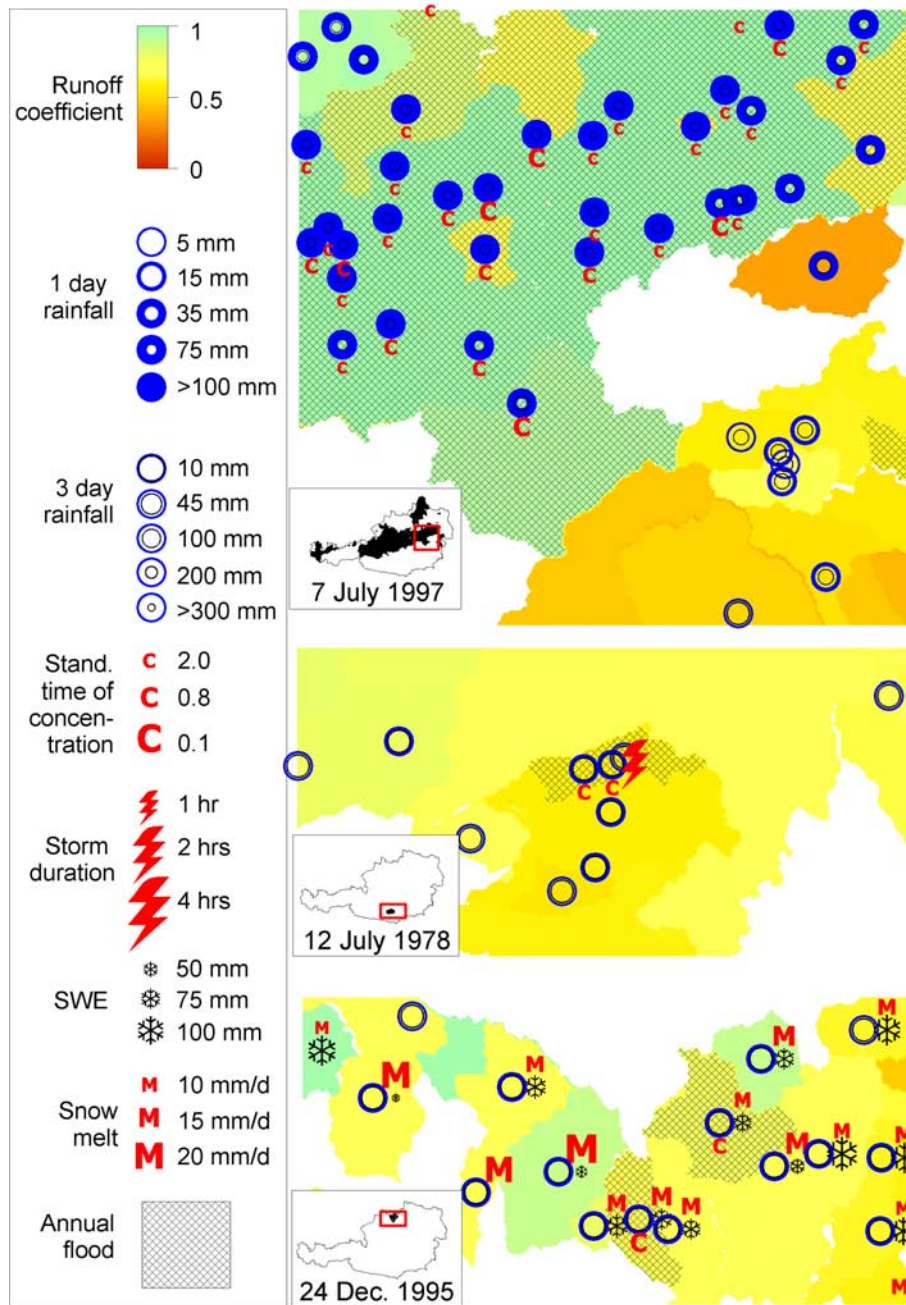 Runoff
coefficient
1
0.5
0
1 day
rainfall
5 mm
15 mm
35 mm
75 mm
>100 mm
3 day
rainfall
10 mm
45 mm
100 mm
200 mm
>300 mm
Stand.
time of
concen-
tration
C 2.0
C 0.8
C 0.1
Storm
duration
1 hr
2 hrs
4 hrs
SWE
50 mm
75 mm
100 mm
Snow
melt
M 10 mm/d
M 15 mm/d
M 20 mm/d
Annual
flood
7 July 1997
12 July 1978
24 Dec. 1995